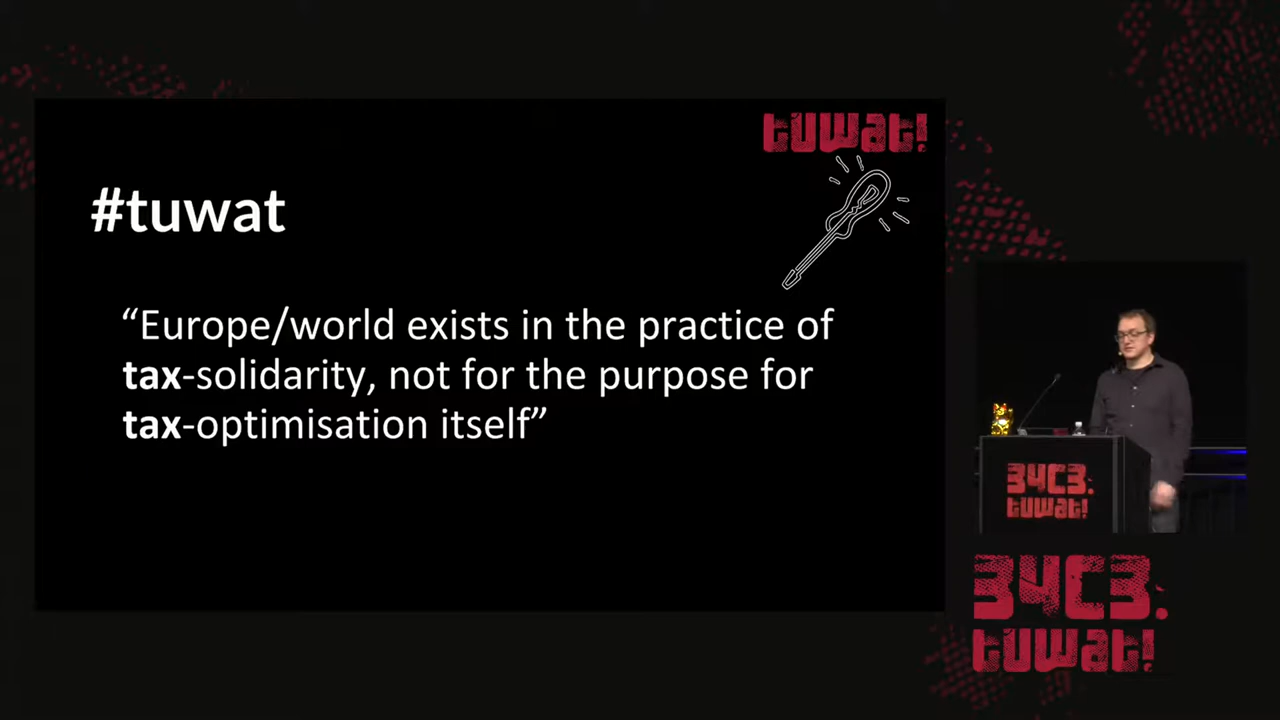 tuwat!
#tuwat
“Europe/world exists in the practice of
tax-solidarity, not for the purpose for
tax-optimisation itself”
34C3.
tuwat!
34C3.
tuwat!